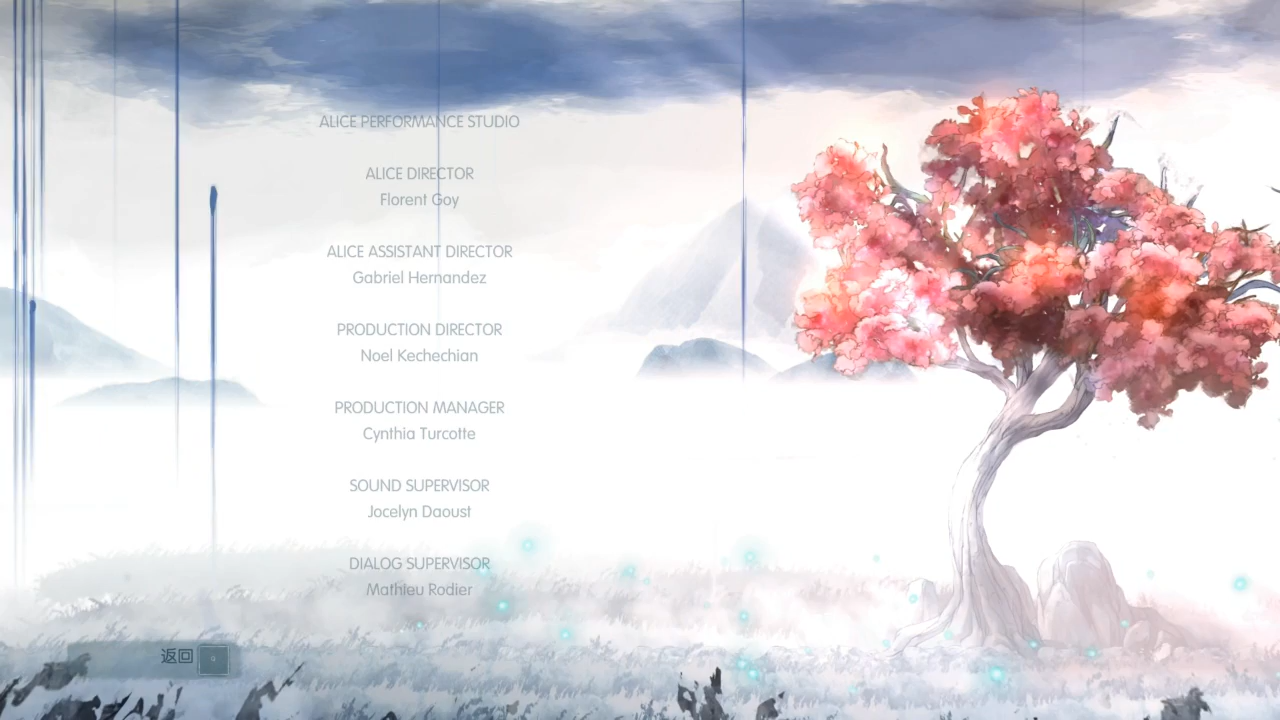 ALICE PERFORMANCE STUDIO
ALICE DIRECTOR
Florent Goy
ALICE ASSISTANT DIRECTOR
Gabriel Hernandez
PRODUCTION DIRECTOR
Noel Kechechian
PRODUCTION MANAGER
Cynthia Turcotte
SOUND SUPERVISOR
Jocelyn Daoust
DIALOG SUPERVISOR
Mathieu Rodier
返回